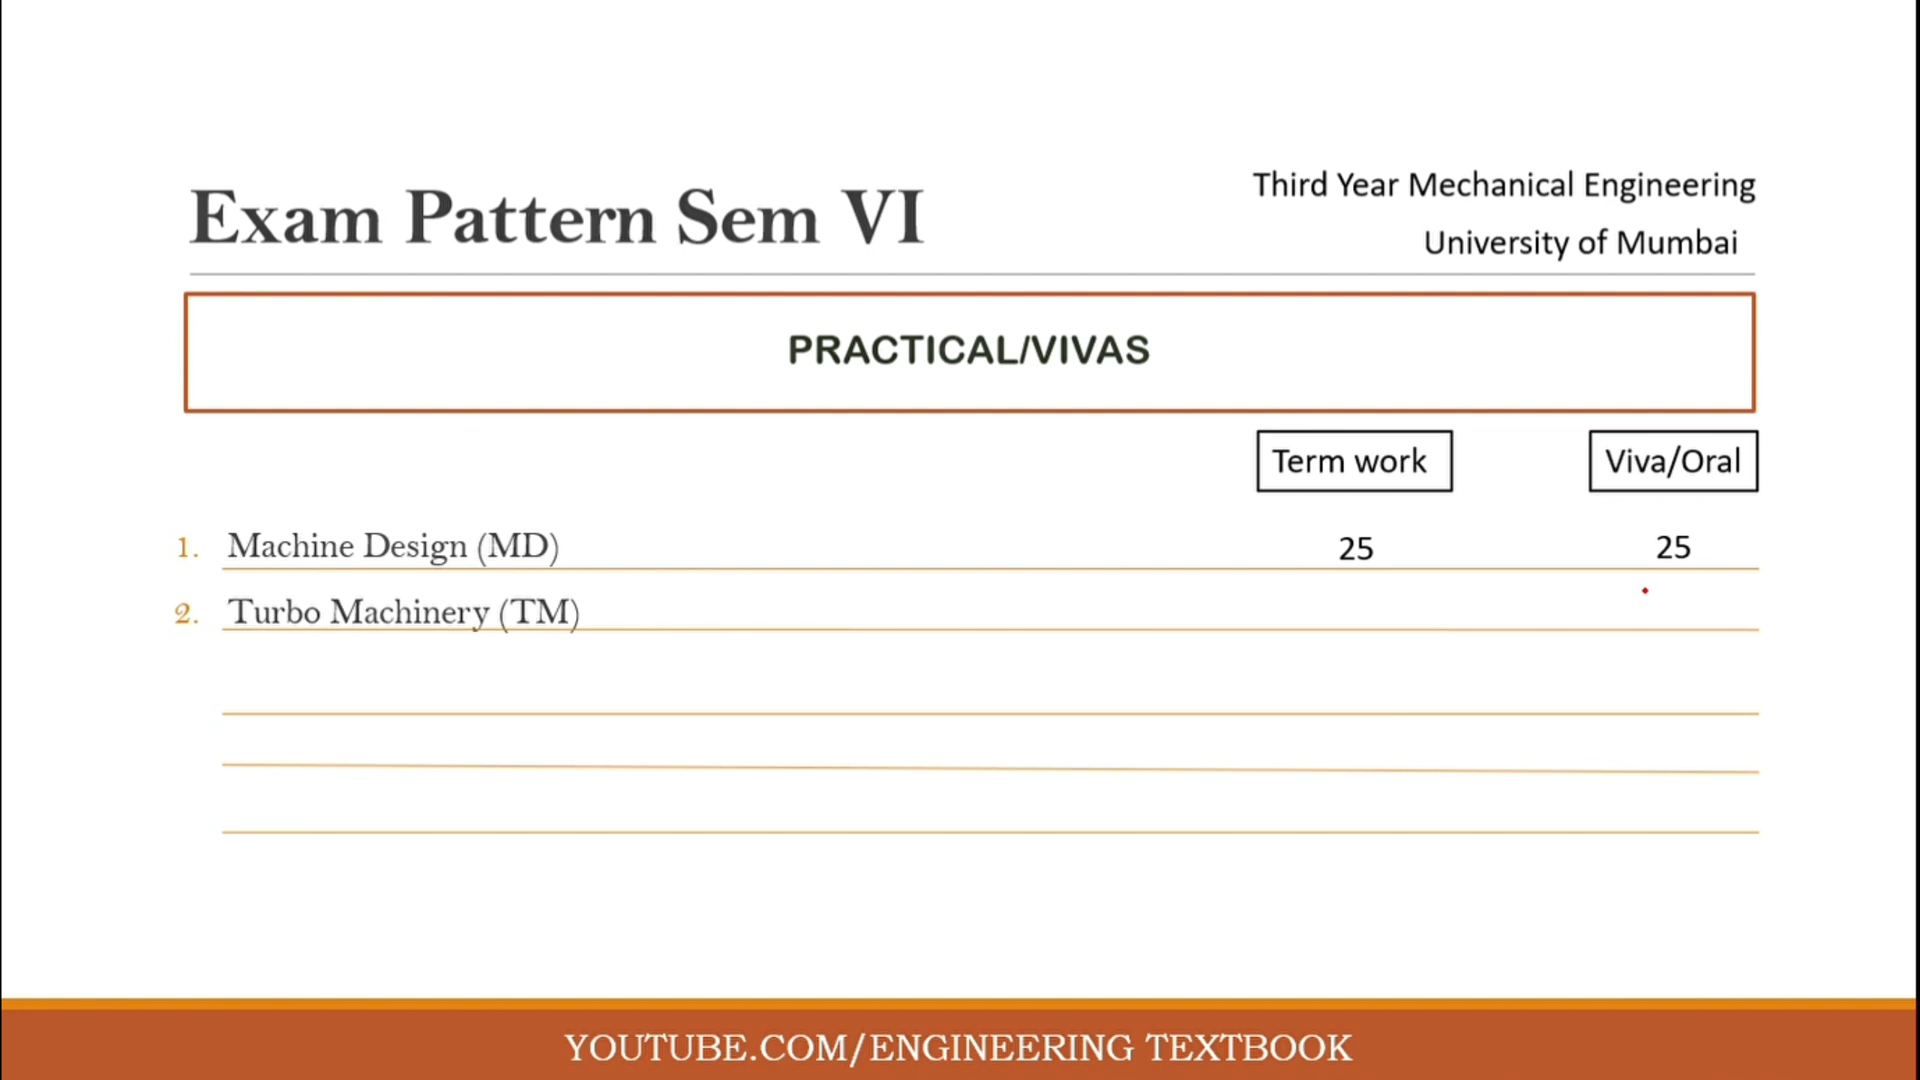 Exam Pattern Sem VI
Third Year Mechanical Engineering
University of Mumbai
PRACTICAL/VIVAS
Term work
Viva/Oral
1. Machine Design (MD) 25 25
2. Turbo Machinery (TM)
YOUTUBE.COM/ENGINEERING TEXTBOOK